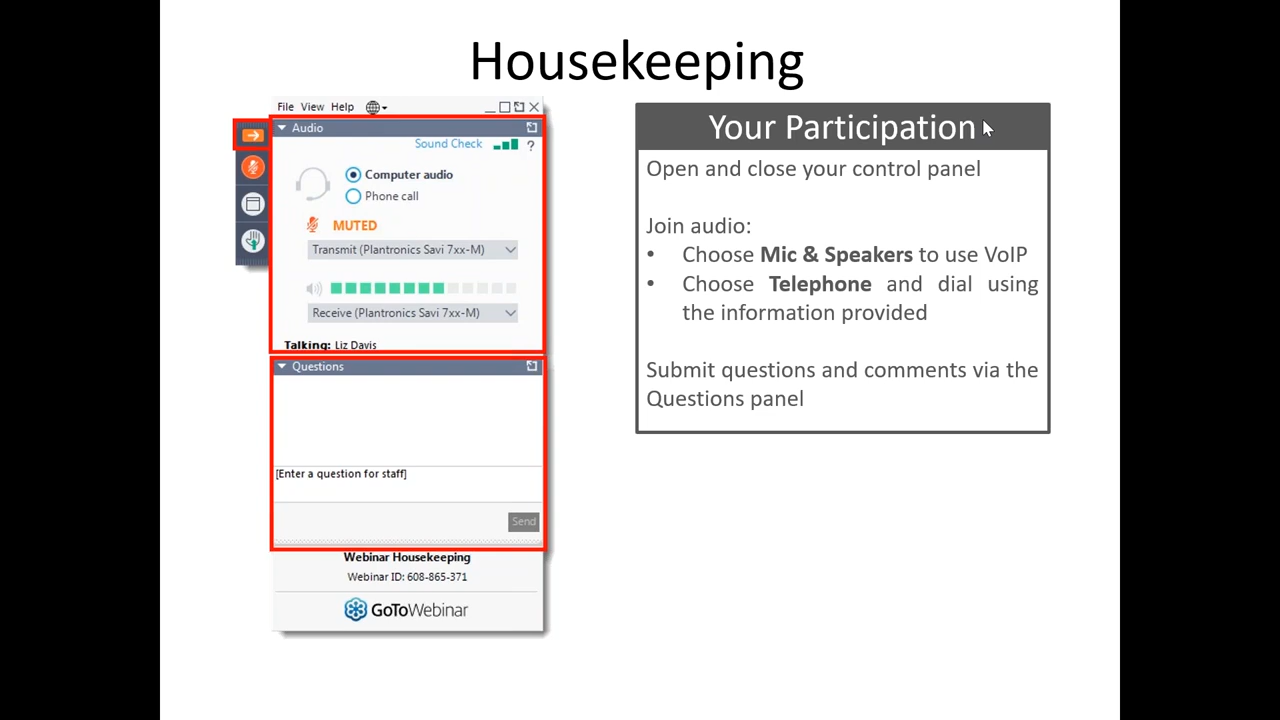 Housekeeping
File View Help
Audio
Sound Check ?
Computer audio
Phone call
MUTED
Transmit (Plantronics Savi 7xx-M)
Receive (Plantronics Savi 7xx-M)
Talking: Liz Davis
Questions
[Enter a question for staff]
Send
Webinar Housekeeping
Webinar ID: 608-865-371
GoToWebinar
Your Participation
Open and close your control panel
Join audio:
• Choose Mic & Speakers to use VoIP
• Choose Telephone and dial using
the information provided
Submit questions and comments via the
Questions panel